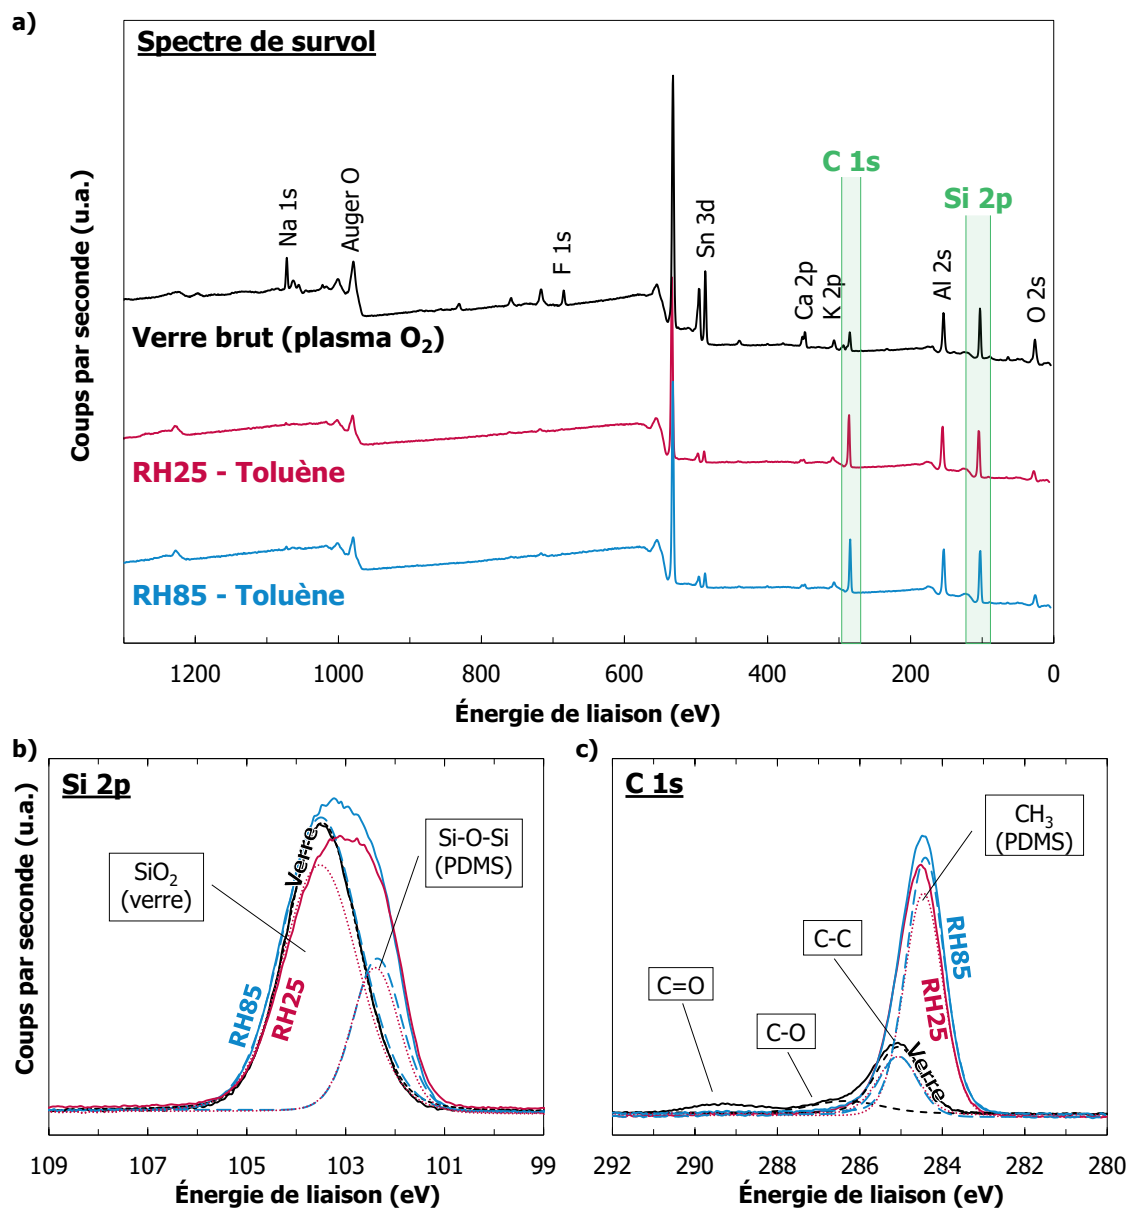 a)
Spectre de survol
Coups par seconde (u.a.)
Na 1s
Auger O
F 1s
Sn 3d
Ca 2p
K 2p
C 1s
Al 2s
Si 2p
O 2s
Verre brut (plasma O₂)
RH25 - Toluène
RH85 - Toluène
1200 1000 800 600 400 200 0
Énergie de liaison (eV)
b)
Si 2p
Coups par seconde (u.a.)
SiO₂
(verre)
Verre
Si-O-Si
(PDMS)
RH85
RH25
109 107 105 103 101 99
Énergie de liaison (eV)
c)
C 1s
CH₃
(PDMS)
C-C
C=O
C-O
RH85
RH25
Verre
292 290 288 286 284 282 280
Énergie de liaison (eV)